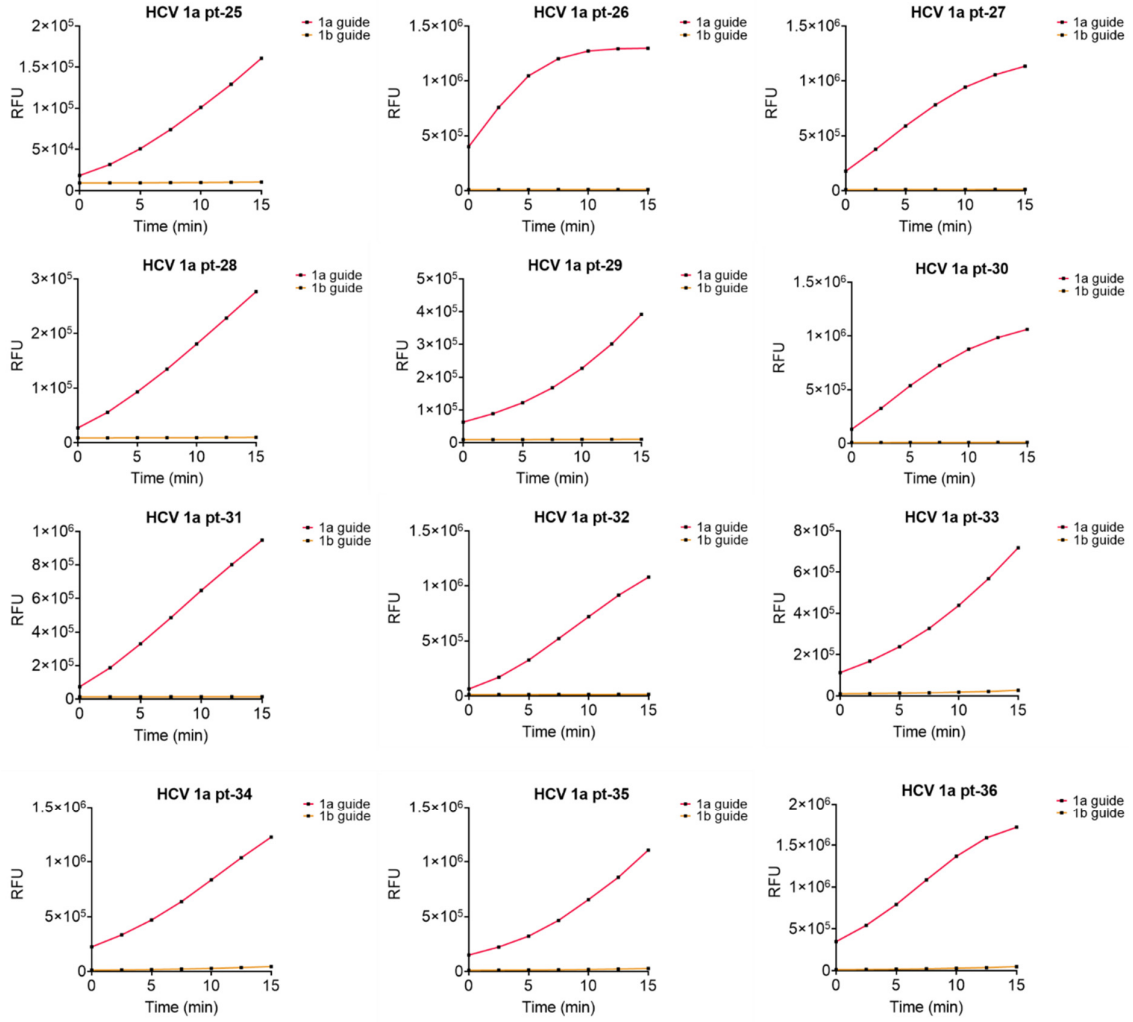 HCV 1a pt-25
1a guide
1b guide
2×10⁵
1.5×10⁵
1×10⁵
5×10⁴
0
RFU
0 5 10 15
Time (min)
HCV 1a pt-26
1a guide
1b guide
1.5×10⁶
1×10⁶
5×10⁵
0
RFU
0 5 10 15
Time (min)
HCV 1a pt-27
1a guide
1b guide
1.5×10⁶
1×10⁶
5×10⁵
0
RFU
0 5 10 15
Time (min)
HCV 1a pt-28
1a guide
1b guide
3×10⁵
2×10⁵
1×10⁵
0
RFU
0 5 10 15
Time (min)
HCV 1a pt-29
1a guide
1b guide
5×10⁵
4×10⁵
3×10⁵
2×10⁵
1×10⁵
0
RFU
0 5 10 15
Time (min)
HCV 1a pt-30
1a guide
1b guide
1.5×10⁶
1×10⁶
5×10⁵
0
RFU
0 5 10 15
Time (min)
HCV 1a pt-31
1a guide
1b guide
1×10⁶
8×10⁵
6×10⁵
4×10⁵
2×10⁵
0
RFU
0 5 10 15
Time (min)
HCV 1a pt-32
1a guide
1b guide
1.5×10⁶
1×10⁶
5×10⁵
0
RFU
0 5 10 15
Time (min)
HCV 1a pt-33
1a guide
1b guide
8×10⁵
6×10⁵
4×10⁵
2×10⁵
0
RFU
0 5 10 15
Time (min)
HCV 1a pt-34
1a guide
1b guide
1.5×10⁶
1×10⁶
5×10⁵
0
RFU
0 5 10 15
Time (min)
HCV 1a pt-35
1a guide
1b guide
1.5×10⁶
1×10⁶
5×10⁵
0
RFU
0 5 10 15
Time (min)
HCV 1a pt-36
1a guide
1b guide
2×10⁶
1.5×10⁶
1×10⁶
5×10⁵
0
RFU
0 5 10 15
Time (min)